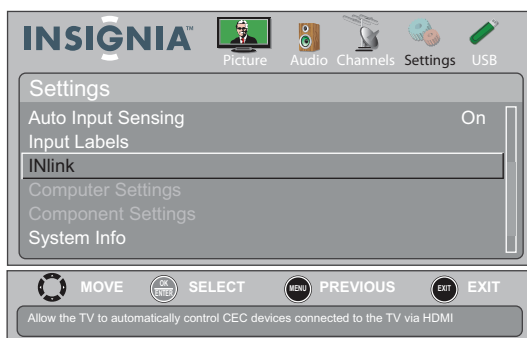 INSIGNIA™
Picture Audio Channels Settings USB
Settings
Auto Input Sensing On
Input Labels
INlink
Computer Settings
Component Settings
System Info
MOVE OK ENTER SELECT MENU PREVIOUS EXIT EXIT
Allow the TV to automatically control CEC devices connected to the TV via HDMI